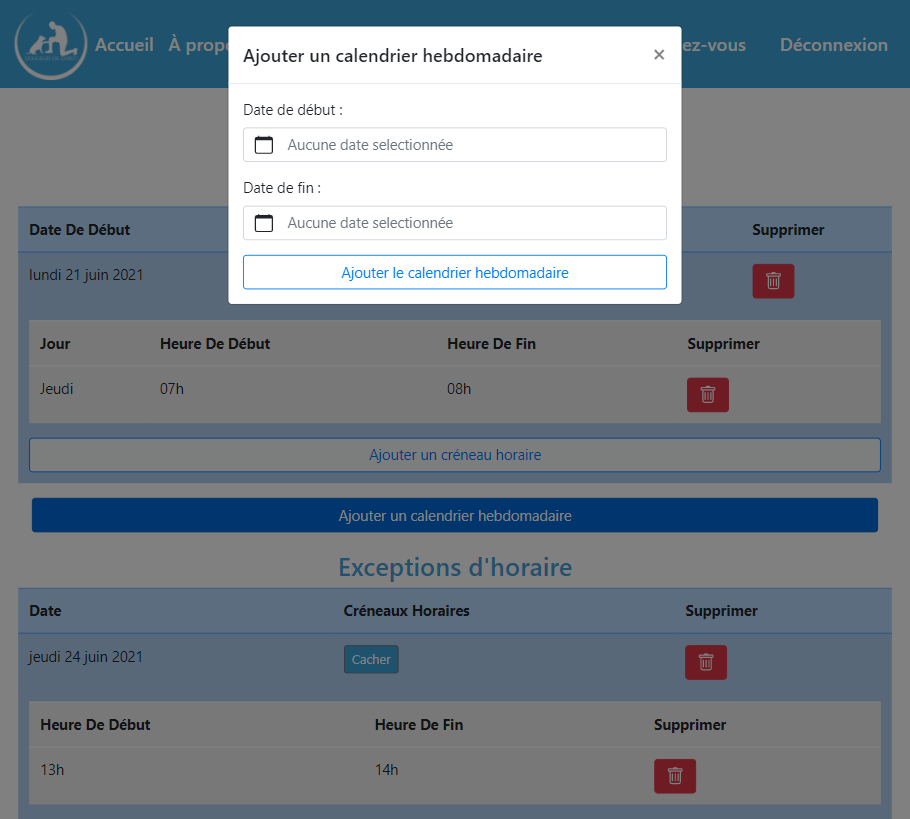 Accueil
À prop
ez-vous
Déconnexion
Ajouter un calendrier hebdomadaire
×
Date de début :
Aucune date selectionnée
Date de fin :
Aucune date selectionnée
Ajouter le calendrier hebdomadaire
Date De Début
Supprimer
lundi 21 juin 2021
Jour Heure De Début Heure De Fin Supprimer
Jeudi 07h 08h
Ajouter un créneau horaire
Ajouter un calendrier hebdomadaire
Exceptions d'horaire
Date Créneaux Horaires Supprimer
jeudi 24 juin 2021 Cacher
Heure De Début Heure De Fin Supprimer
13h 14h